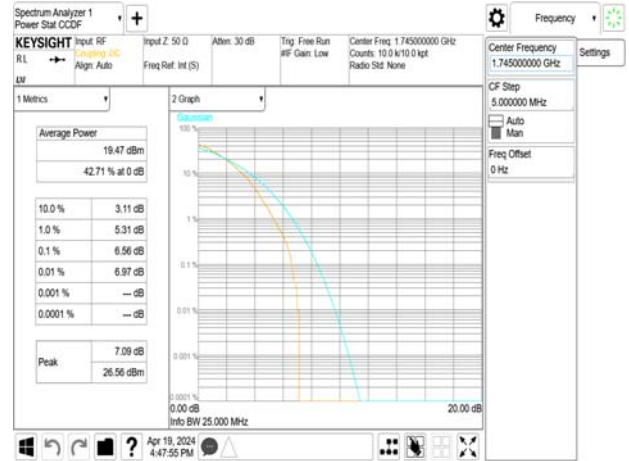 Spectrum Analyzer 1
Power Stat CCDF
Frequency
KEYSIGHT
Input: RF
Input Z: 50 Ω
Atten: 30 dB
Trig: Free Run
Center Freq: 1.745000000 GHz
RL
Coupling: DC
#IF Gain: Low
Counts: 10.0 k/10.0 kpt
Align: Auto
Freq Ref: Int (S)
Radio Std: None
Center Frequency
1.745000000 GHz
Settings
CF Step
5.000000 MHz
Auto
Man
Freq Offset
0 Hz
1 Metrics
2 Graph
Gaussian
Average Power
19.47 dBm
42.71 % at 0 dB
10.0 % 3.11 dB
1.0 % 5.31 dB
0.1 % 6.56 dB
0.01 % 6.97 dB
0.001 % --- dB
0.0001 % --- dB
Peak
7.09 dB
26.56 dBm
100 %
10 %
1 %
0.1 %
0.01 %
0.001 %
0.0001 %
0.00 dB
20.00 dB
Info BW 25.000 MHz
Apr 19, 2024
4:47:55 PM